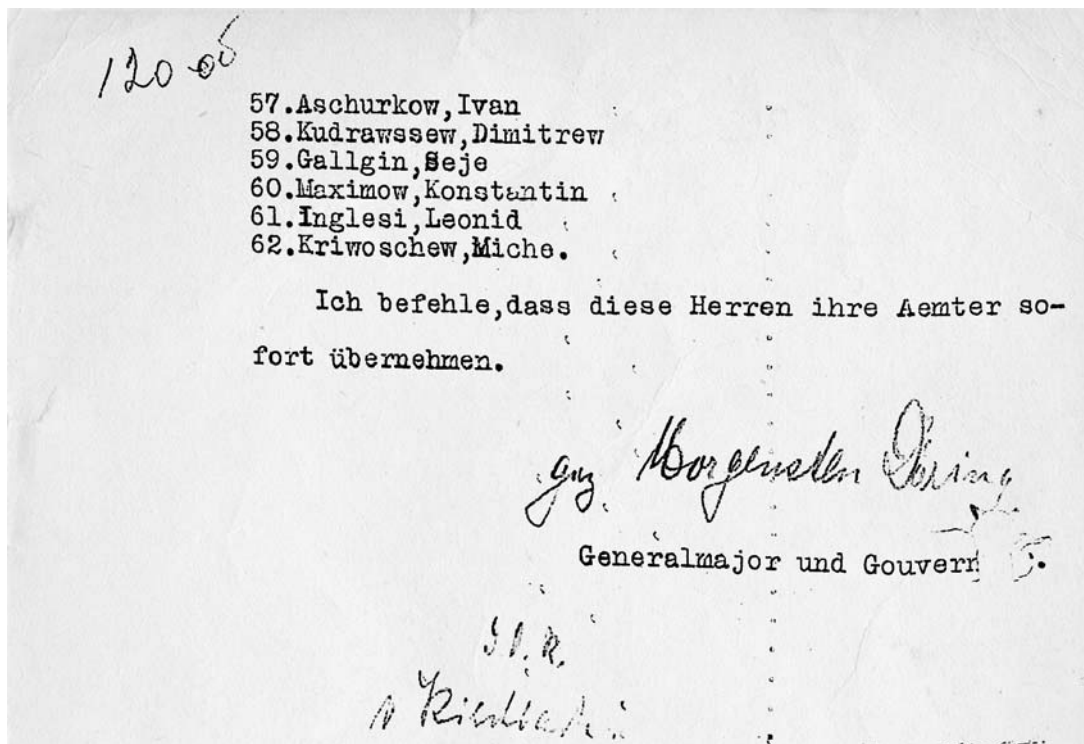 120
57.Aschurkow,Ivan
58.Kudrawssew,Dimitrew
59.Gallgin,Seje
60.Maximow,Konstantin
61.Inglesi,Leonid
62.Kriwoschew,Miche.
Ich befehle,dass diese Herren ihre Aemter so-
fort übernehmen.
gez. Morgenstern Döring
Generalmajor und Gouvern